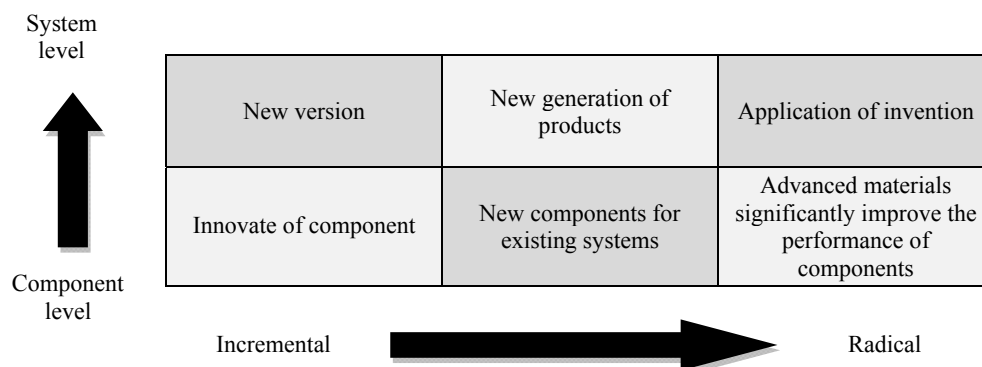 System
level
New version
New generation of
products
Application of invention
Innovate of component
New components for
existing systems
Advanced materials
significantly improve the
performance of
components
Component
level
Incremental
Radical